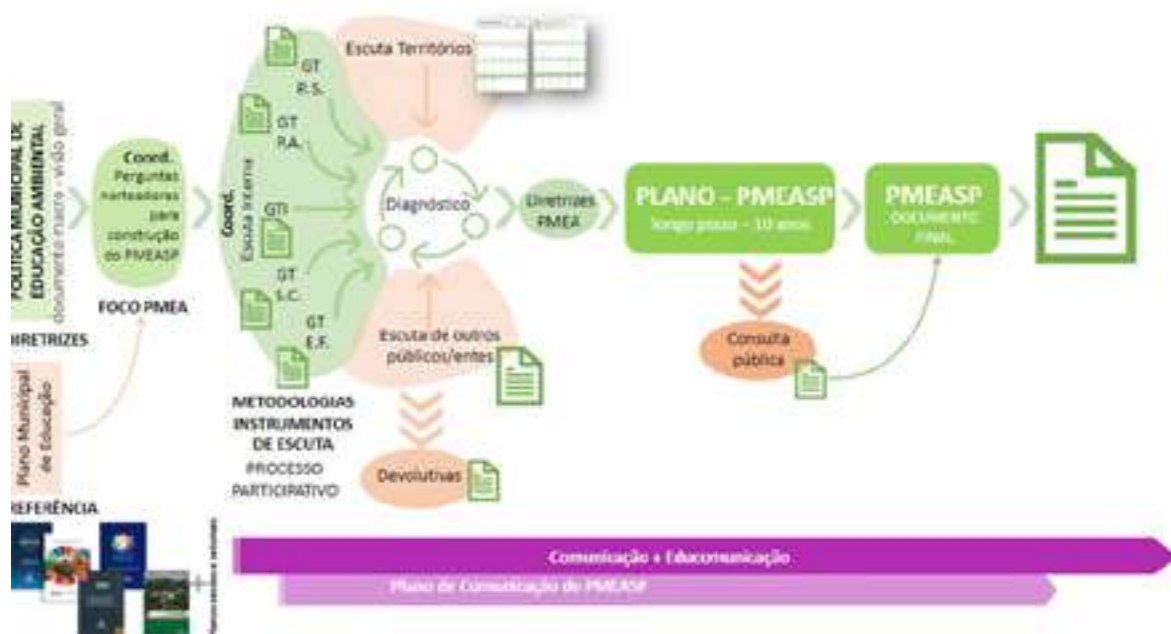 POLÍTICA MUNICIPAL DE
EDUCAÇÃO AMBIENTAL
documento-macro - visão geral
DIRETRIZES
Plano Municipal
de Educação
REFERÊNCIA
Coord.
Perguntas
norteadoras
para
construção
do PMEASP
FOCO PMEA
Coord.
Escuta interna
GT
R.S.
GT
P.A.
GTI
GT
S.C.
GT
E.F.
Escuta Territórios
Diagnóstico
Escuta de outros
públicos/entes
METODOLOGIAS
INSTRUMENTOS
DE ESCUTA
PROCESSO
PARTICIPATIVO
Devolutivas
Diretrizes
PMEA
PLANO - PMEASP
longo prazo – 10 anos
Consulta
pública
PMEASP
DOCUMENTO
FINAL
+
Comunicação + Educomunicação
Plano de Comunicação do PMEASP